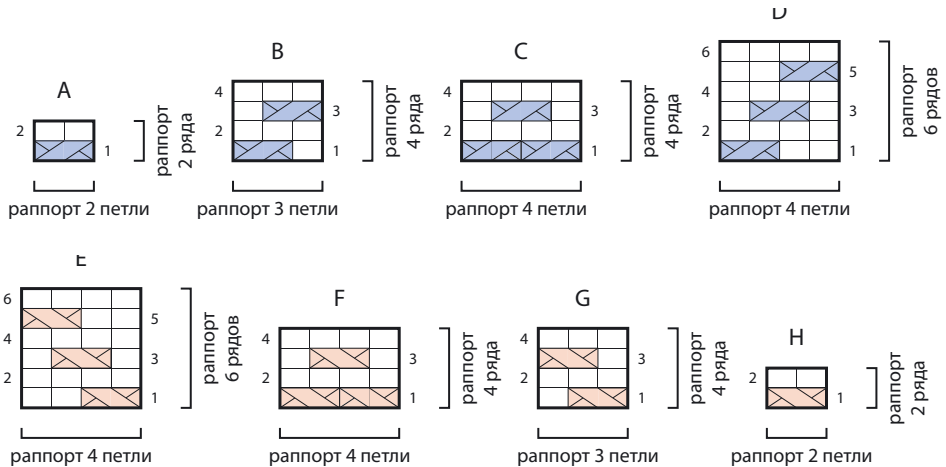 A
2
1
раппорт
2 ряда
раппорт 2 петли
B
4
3
2
1
раппорт
4 ряда
раппорт 3 петли
C
4
3
2
1
раппорт
4 ряда
раппорт 4 петли
D
6
5
4
3
2
1
раппорт
6 рядов
раппорт 4 петли
E
6
5
4
3
2
1
раппорт
6 рядов
раппорт 4 петли
F
4
3
2
1
раппорт
4 ряда
раппорт 4 петли
G
4
3
2
1
раппорт
4 ряда
раппорт 3 петли
H
2
1
раппорт
2 ряда
раппорт 2 петли